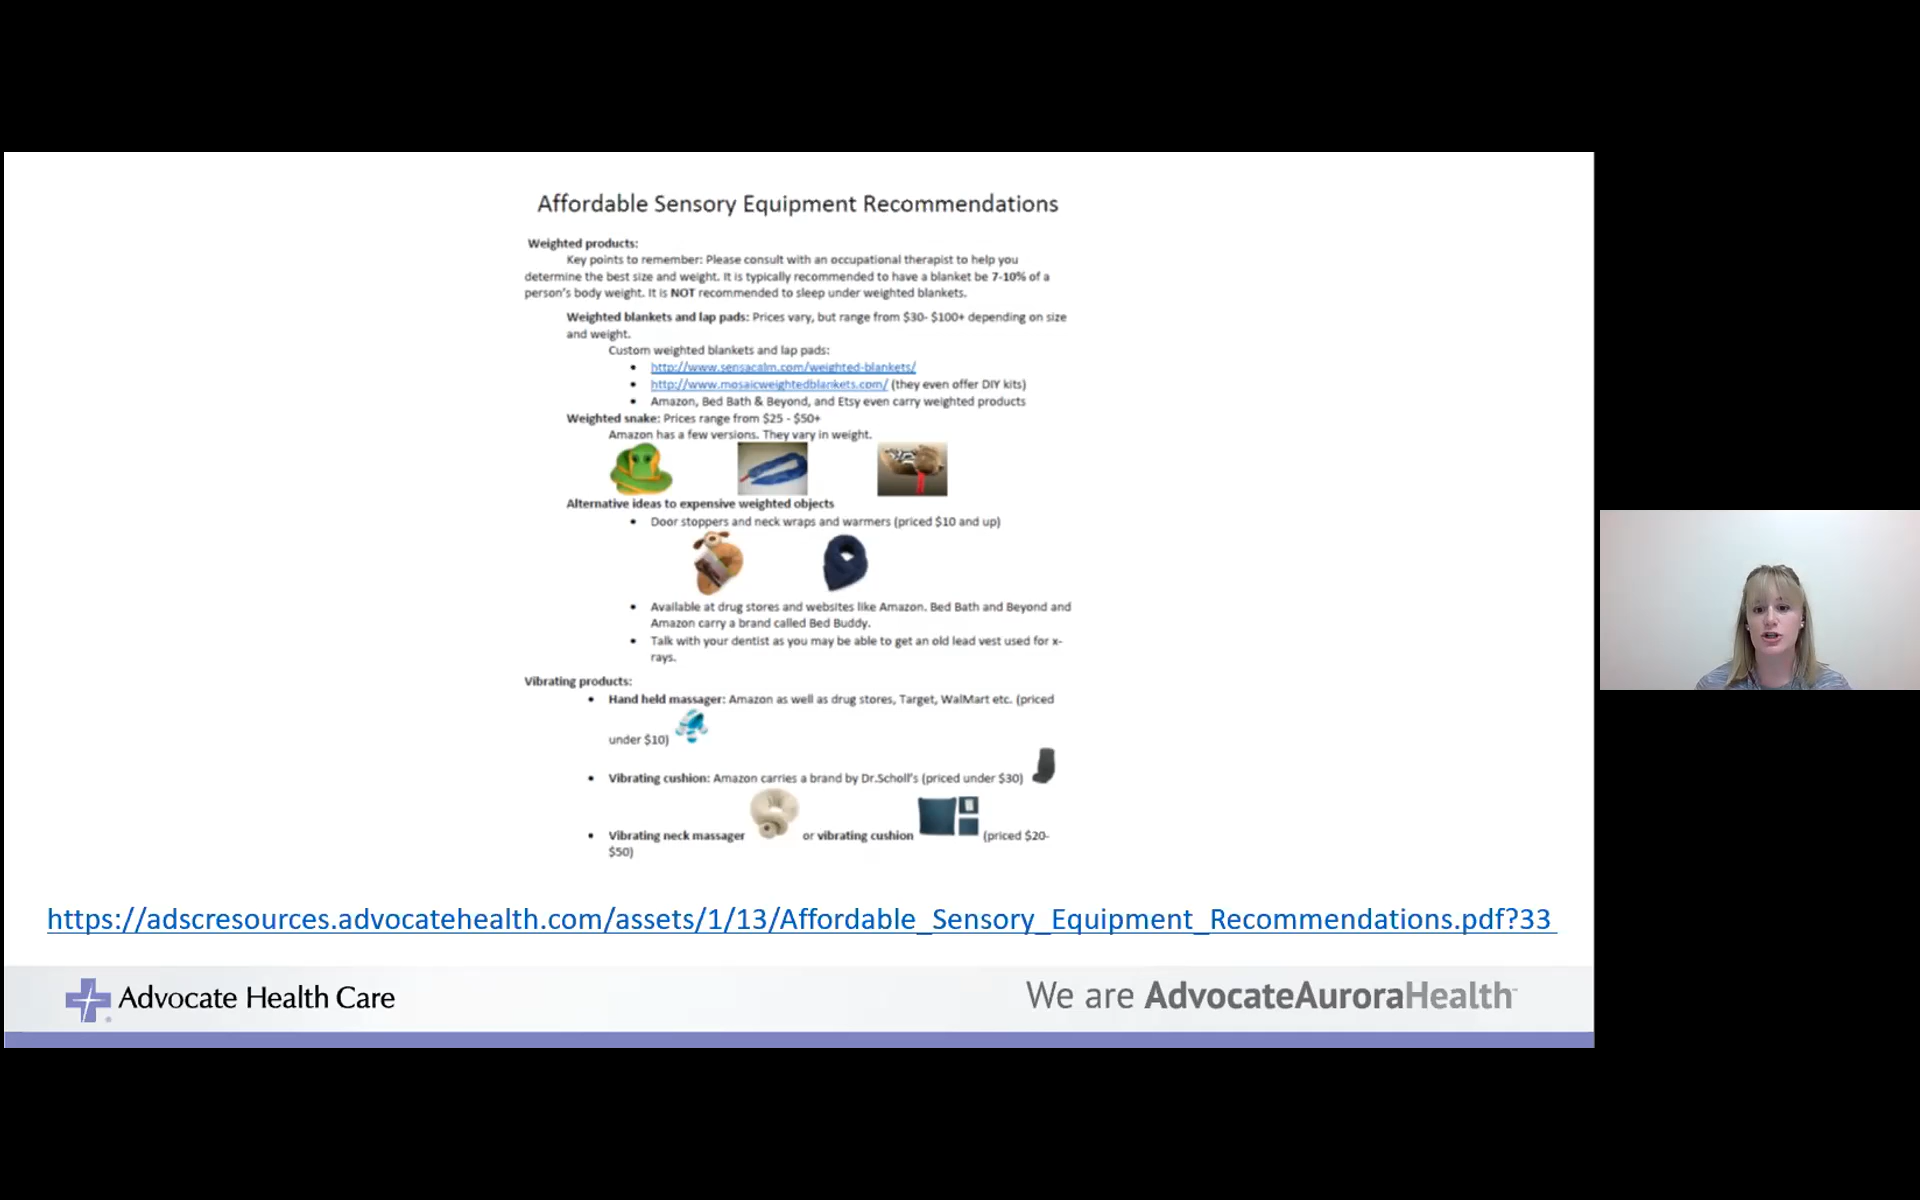 Affordable Sensory Equipment Recommendations
Weighted products:
Key points to remember: Please consult with an occupational therapist to help you
determine the best size and weight. It is typically recommended to have a blanket be 7-10% of a
person's body weight. It is NOT recommended to sleep under weighted blankets.
Weighted blankets and lap pads: Prices vary, but range from $30- $100+ depending on size
and weight.
Custom weighted blankets and lap pads:
• http://www.sensacalm.com/weighted-blankets/
• http://www.mosaicweightedblankets.com/ (they even offer DIY kits)
• Amazon, Bed Bath & Beyond, and Etsy even carry weighted products
Weighted snake: Prices range from $25 - $50+
Amazon has a few versions. They vary in weight.
Alternative ideas to expensive weighted objects
• Door stoppers and neck wraps and warmers (priced $10 and up)
• Available at drug stores and websites like Amazon. Bed Bath and Beyond and
Amazon carry a brand called Bed Buddy.
• Talk with your dentist as you may be able to get an old lead vest used for x-
rays.
Vibrating products:
• Hand held massager: Amazon as well as drug stores, Target, WalMart etc. (priced
under $10)
• Vibrating cushion: Amazon carries a brand by Dr.Scholl's (priced under $30)
• Vibrating neck massager or vibrating cushion (priced $20-
$50)
https://adscresources.advocatehealth.com/assets/1/13/Affordable_Sensory_Equipment_Recommendations.pdf?33
Advocate Health Care
We are AdvocateAuroraHealth